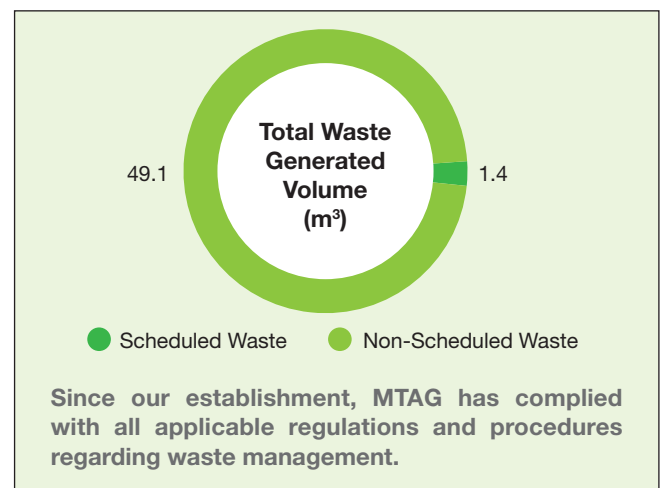 Total Waste
Generated
Volume
(m³)
49.1
1.4
Scheduled Waste
Non-Scheduled Waste
Since our establishment, MTAG has complied
with all applicable regulations and procedures
regarding waste management.